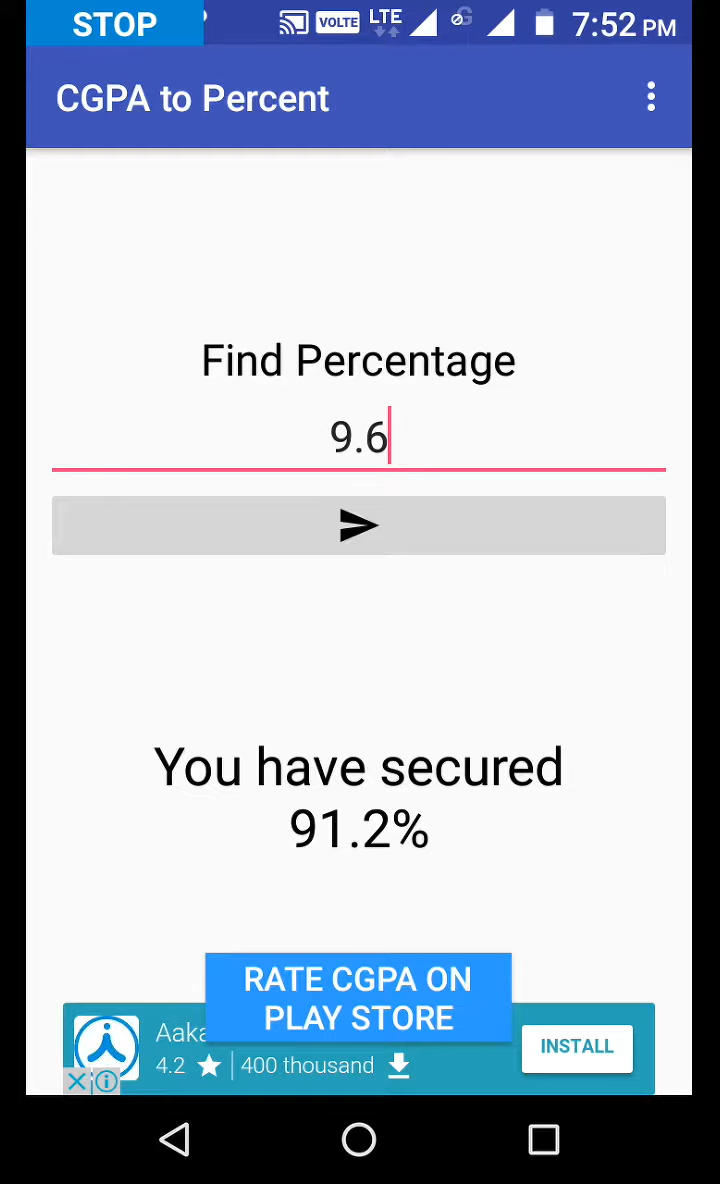 STOP
VOLTE
LTE
G
7:52 PM
CGPA to Percent
Find Percentage
9.6
You have secured
91.2%
RATE CGPA ON
PLAY STORE
Aaka
4.2 ★ | 400 thousand
INSTALL